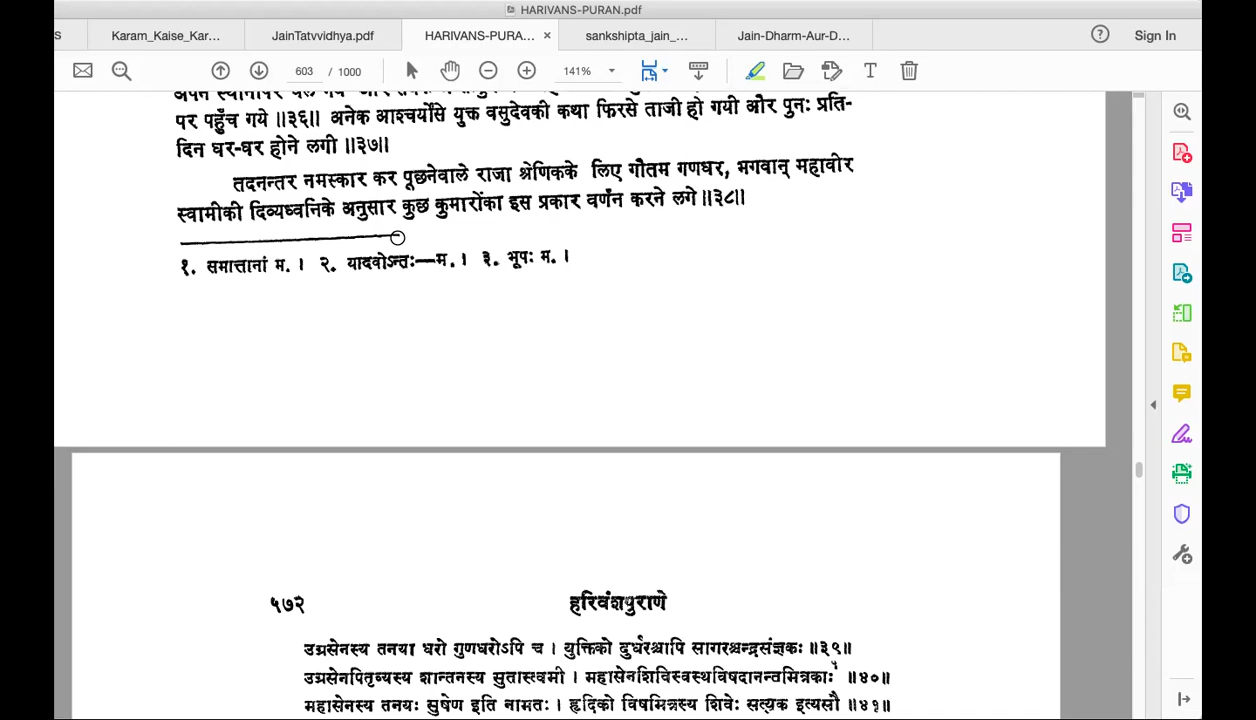 HARIVANS-PURAN.pdf
s
Karam_Kaise_Kar...
JainTatvvidhya.pdf
HARIVANS-PURA... ×
sankshipta_jain_...
Jain-Dharm-Aur-D...
Sign In
603 / 1000
141%
पर पहुँच गये ॥३६॥ अनेक आश्चर्योंसे युक्त वसुदेवकी कथा फिरसे ताजी हो गयी और पुनः प्रति-
दिन घर-घर होने लगी ॥३७॥
तदनन्तर नमस्कार कर पूछनेवाले राजा श्रेणिकके लिए गौतम गणधर, भगवान् महावीर
स्वामीकी दिव्यध्वनिके अनुसार कुछ कुमारोंका इस प्रकार वर्णन करने लगे ॥३८॥
१. समात्तानां म. । २. यादवोऽन्तः—म. । ३. भूपः म. ।
५७२
हरिवंशपुराणे
उग्रसेनस्य तनया धरो गुणधरोऽपि च । युक्तिको दुर्धरश्चापि सागरश्चन्द्रसंज्ञकः ॥३९॥
उग्रसेनपितृव्यस्य शान्तनस्य सुतास्त्वमी । महासेनशिविस्वस्थविषदानन्तमित्रकाः ॥४०॥
महासेनस्य तनयः सुषेण इति नामतः । हृदिको विषमित्रस्य शिवेः सत्यक इत्यसौ ॥४१॥